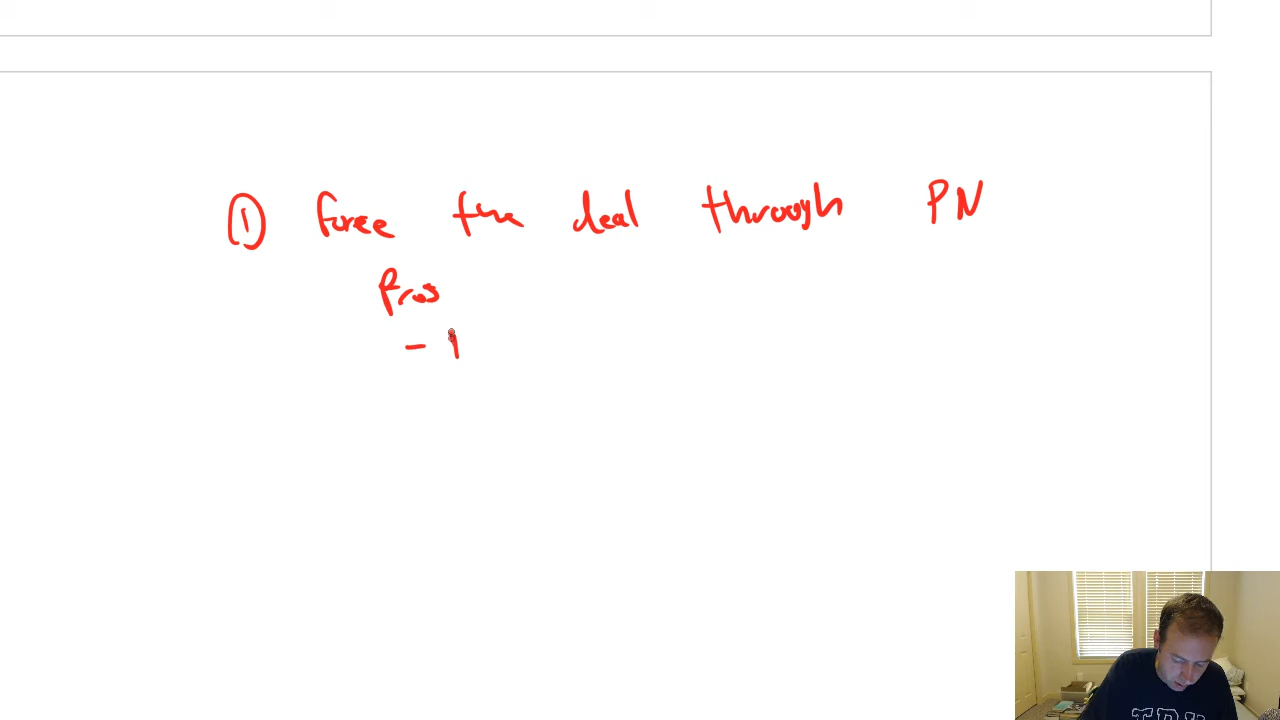 ① Force the deal through PN
Pros
-